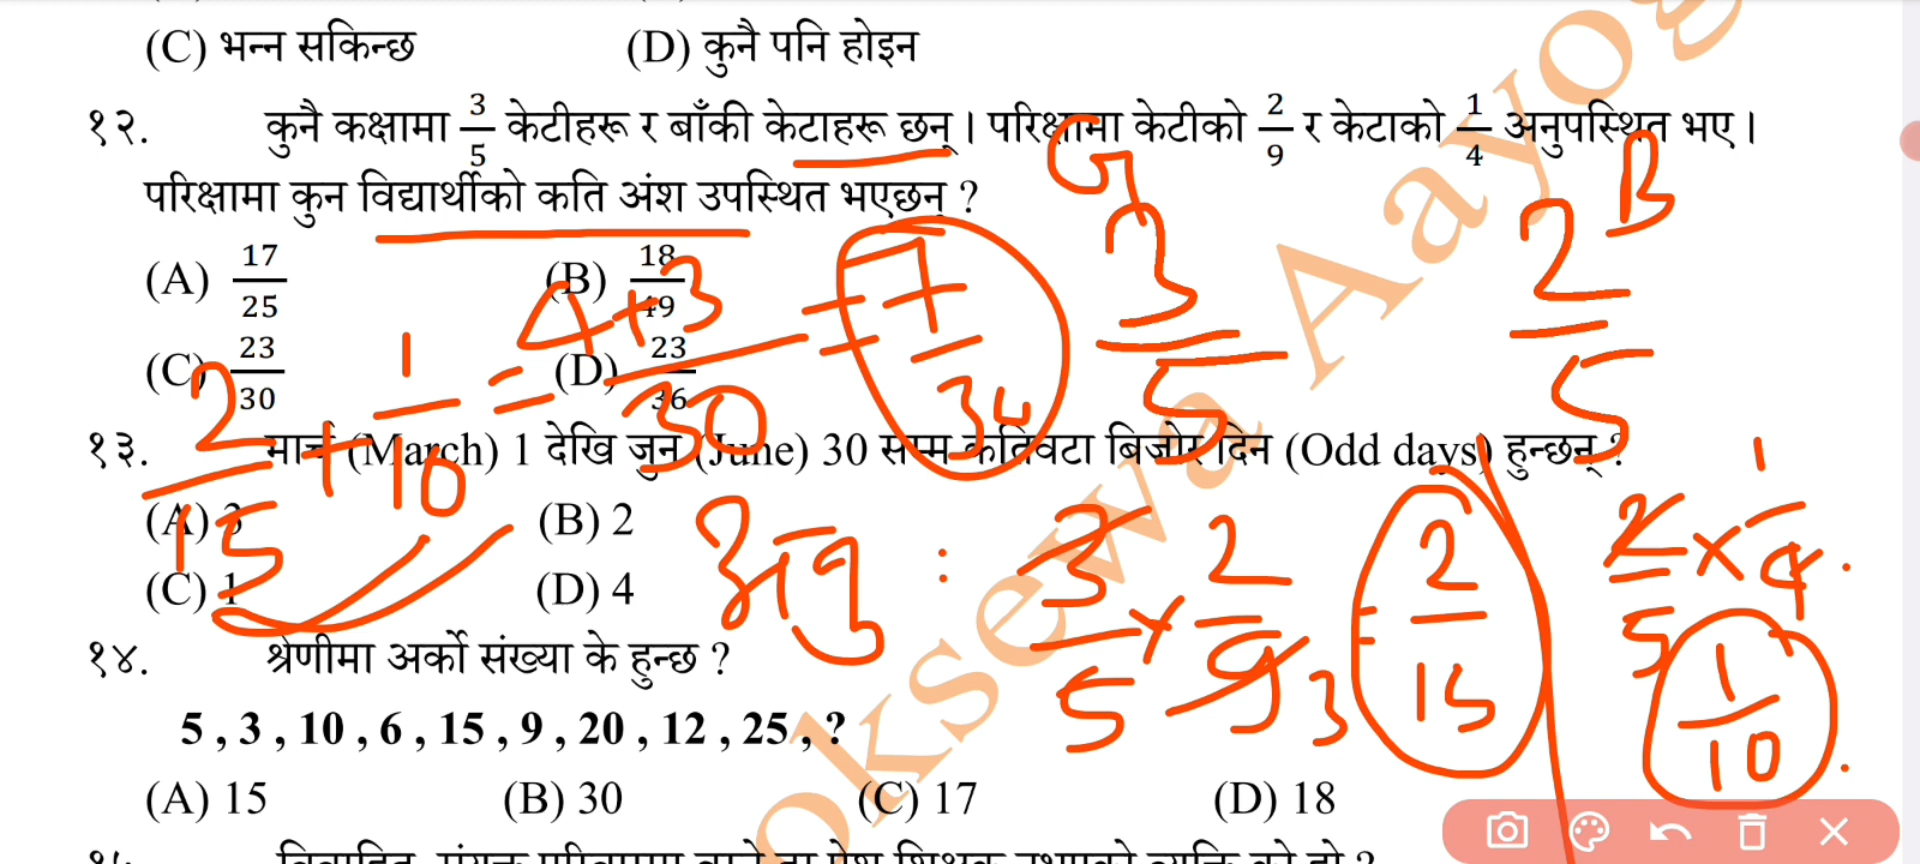 (C) भन्न सकिन्छ (D) कुनै पनि होइन
१२. कुनै कक्षामा 3/5 केटीहरू र बाँकी केटाहरू छन् । परिक्षामा केटीको 2/9 र केटाको 1/4 अनुपस्थित भए ।
परिक्षामा कुन विद्यार्थीको कति अंश उपस्थित भएछन् ?
G B
3/5 2/5
(A) 17/25 (B) 18/49
(C) 23/30 (D) 23/36
2/15 + 1/10 = 4+3/30 = 7/30
१३. मार्च (March) 1 देखि जुन (June) 30 सम्म कतिवटा बिजोर दिन (Odd days) हुन्छन् ?
(A) 3 (B) 2
(C) 1 (D) 4
अनु : 3/5 × 2/9 3 = 2/15 2/5 × 1/4
1/10
१४. श्रेणीमा अर्को संख्या के हुन्छ ?
5 , 3 , 10 , 6 , 15 , 9 , 20 , 12 , 25 , ?
(A) 15 (B) 30 (C) 17 (D) 18
oksewa Aayog